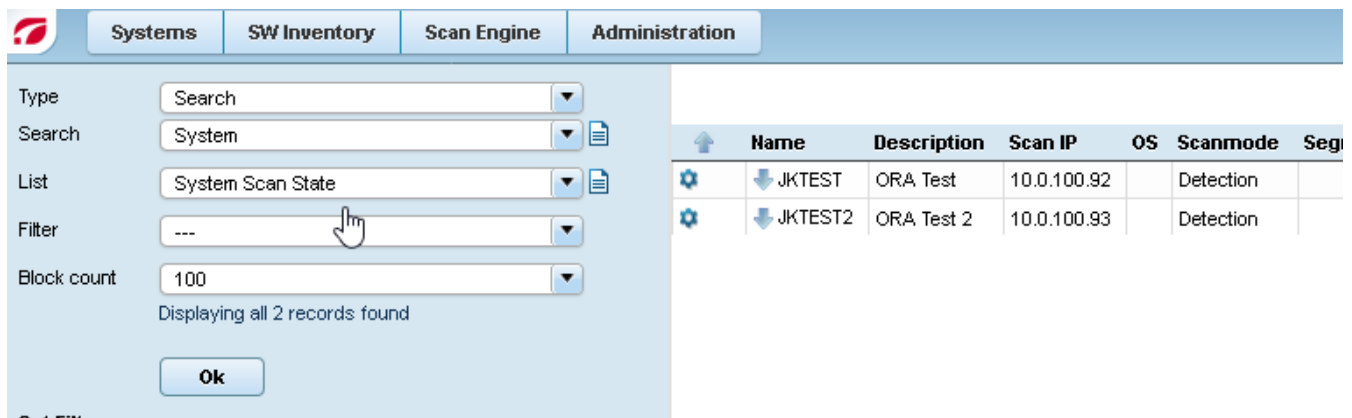 Systems SW Inventory Scan Engine Administration
Type Search
Search System
List System Scan State
Filter ---
Block count 100
Displaying all 2 records found
Ok
Name Description Scan IP OS Scanmode
JKTEST ORA Test 10.0.100.92 Detection
JKTEST2 ORA Test 2 10.0.100.93 Detection